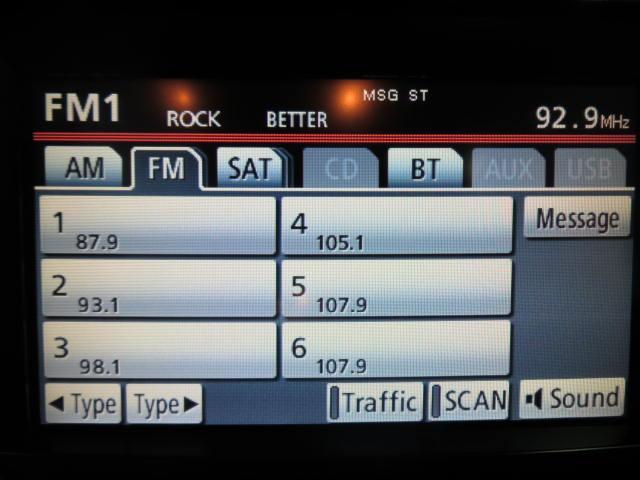 FM1 ROCK BETTER MSG ST 92.9MHz
AM FM SAT CD BT AUX USB
1 87.9 4 105.1 Message
2 93.1 5 107.9
3 98.1 6 107.9
◄ Type Type► Traffic SCAN Sound